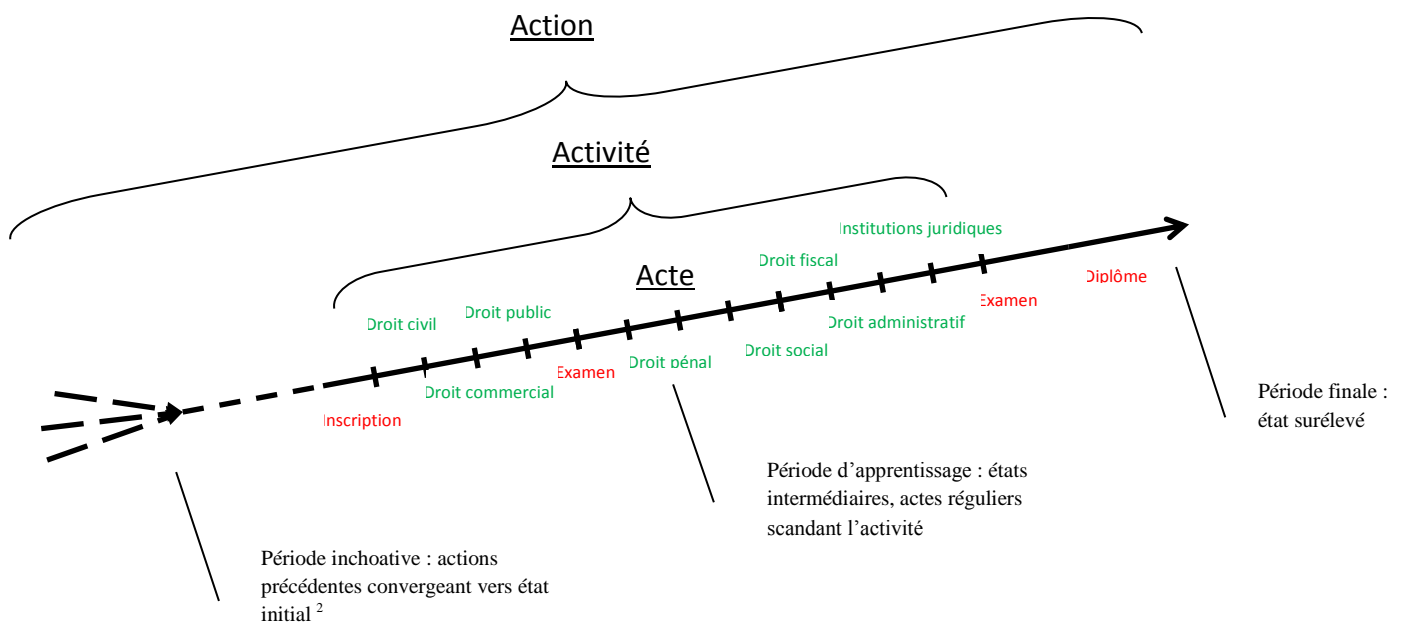 Action
Activité
Institutions juridiques
Droit fiscal
Acte
Droit public
Droit civil
Diplôme
Examen
Droit administratif
Droit social
Droit pénal
Examen
Droit commercial
Inscription
Période finale :
état surélevé
Période d’apprentissage : états
intermédiaires, actes réguliers
scandant l’activité
Période inchoative : actions
précédentes convergeant vers état
initial ²